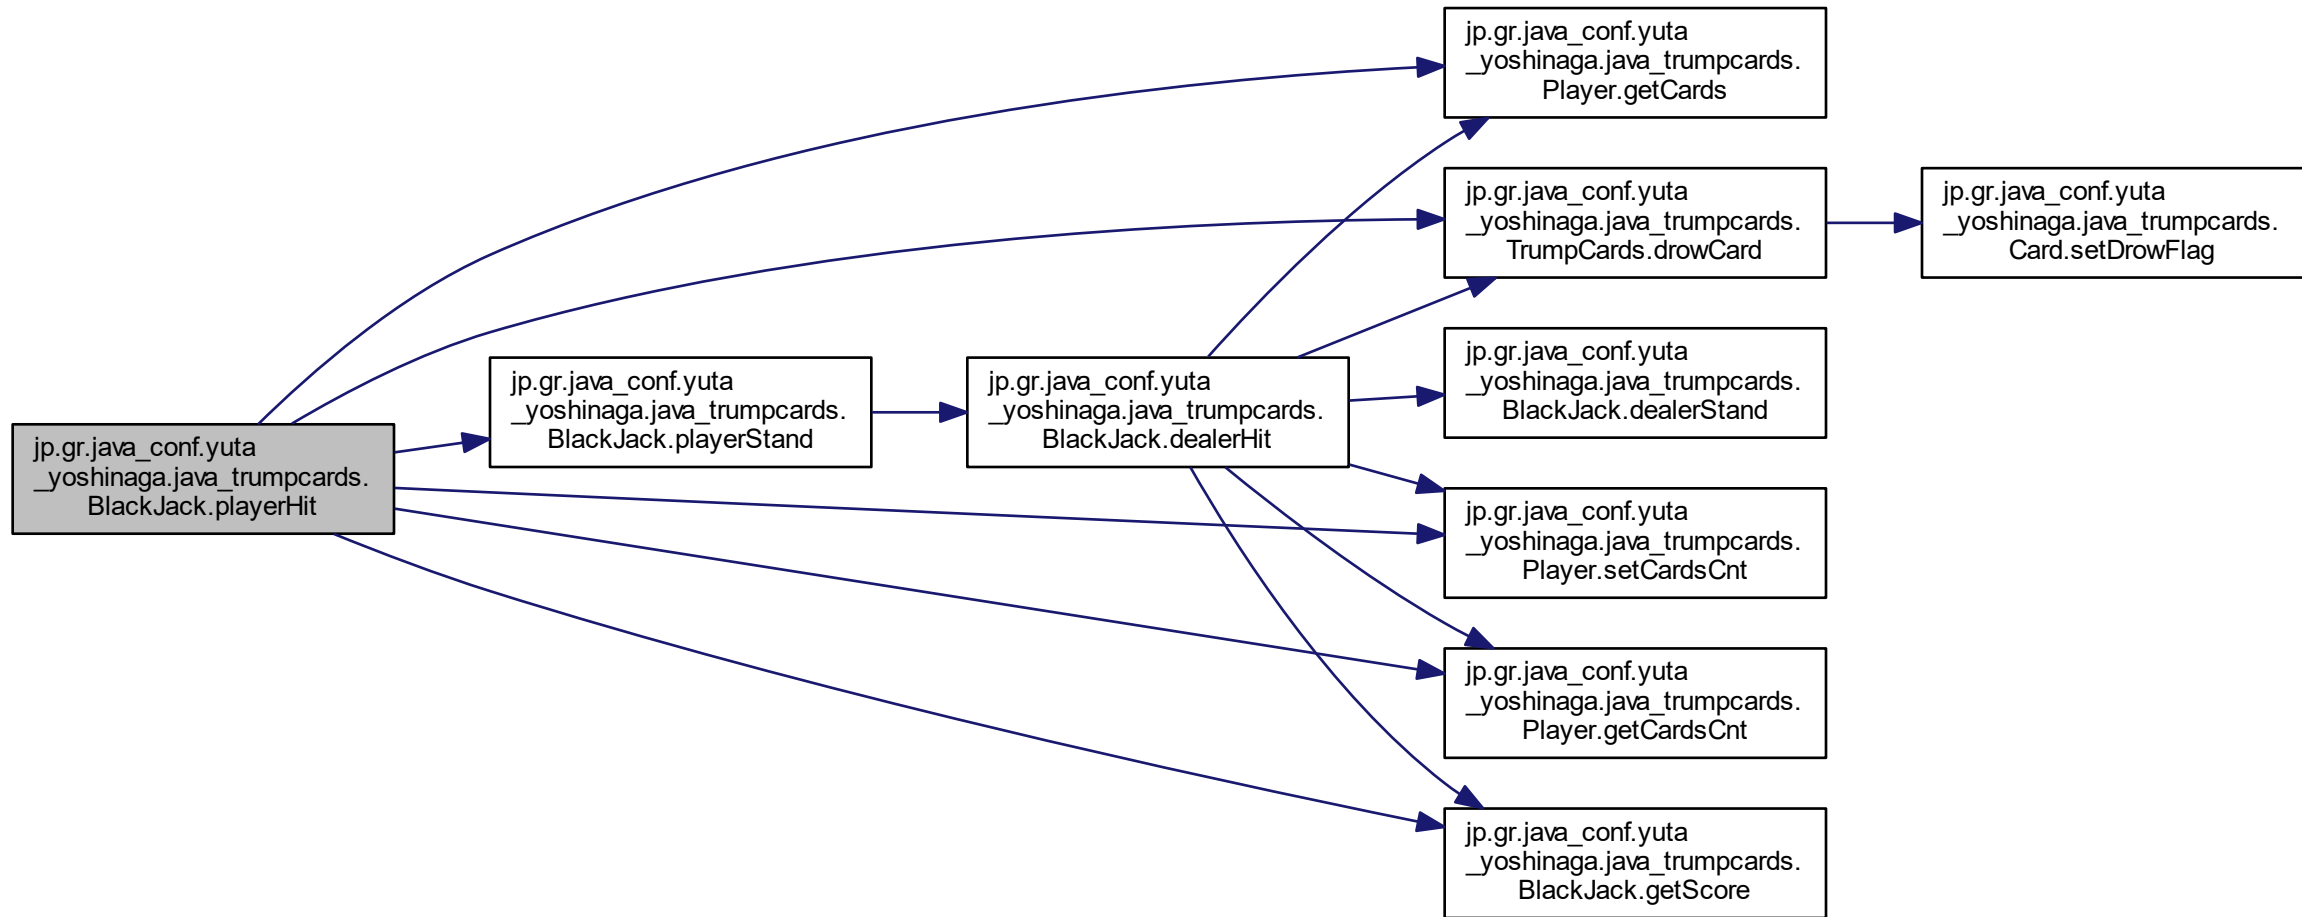 jp.gr.java_conf.yuta
_yoshinaga.java_trumpcards.
BlackJack.playerHit
jp.gr.java_conf.yuta
_yoshinaga.java_trumpcards.
BlackJack.playerStand
jp.gr.java_conf.yuta
_yoshinaga.java_trumpcards.
BlackJack.dealerHit
jp.gr.java_conf.yuta
_yoshinaga.java_trumpcards.
Player.getCards
jp.gr.java_conf.yuta
_yoshinaga.java_trumpcards.
TrumpCards.drowCard
jp.gr.java_conf.yuta
_yoshinaga.java_trumpcards.
Card.setDrowFlag
jp.gr.java_conf.yuta
_yoshinaga.java_trumpcards.
BlackJack.dealerStand
jp.gr.java_conf.yuta
_yoshinaga.java_trumpcards.
Player.setCardsCnt
jp.gr.java_conf.yuta
_yoshinaga.java_trumpcards.
Player.getCardsCnt
jp.gr.java_conf.yuta
_yoshinaga.java_trumpcards.
BlackJack.getScore